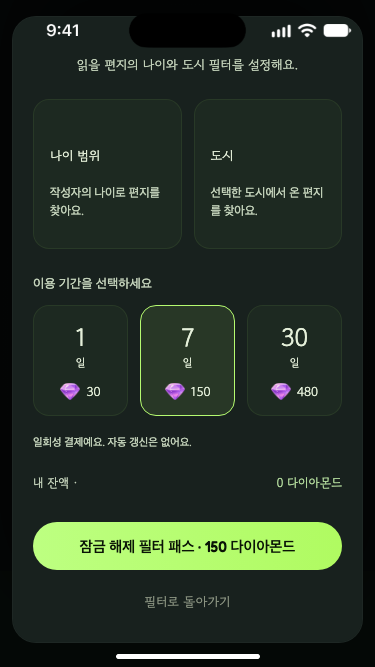 9:41
읽을 편지의 나이와 도시 필터를 설정해요.
나이 범위
작성자의 나이로 편지를
찾아요.
도시
선택한 도시에서 온 편지
를 찾아요.
이용 기간을 선택하세요
1
일
30
7
일
150
30
일
480
일회성 결제예요. 자동 갱신은 없어요.
내 잔액 · 0 다이아몬드
잠금 해제 필터 패스 · 150 다이아몬드
필터로 돌아가기